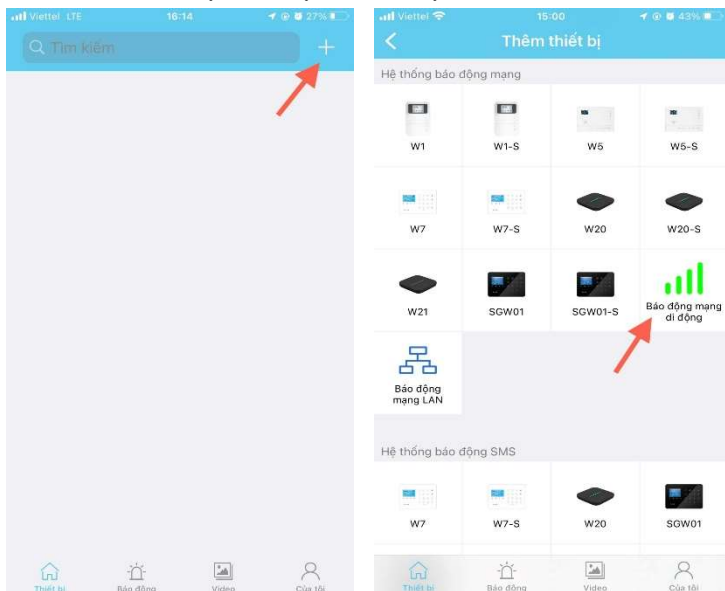 Viettel LTE 16:14 27%
Tìm kiếm
Thiết bị
Báo động
Video
Của tôi
Viettel 15:00 43%
Thêm thiết bị
Hệ thống báo động mạng
W1
W1-S
W5
W5-S
W7
W7-S
W20
W20-S
W21
SGW01
SGW01-S
Báo động mạng
di động
Báo động
mạng LAN
Hệ thống báo động SMS
W7
W7-S
W20
SGW01
Thiết bị
Báo động
Video
Của tôi